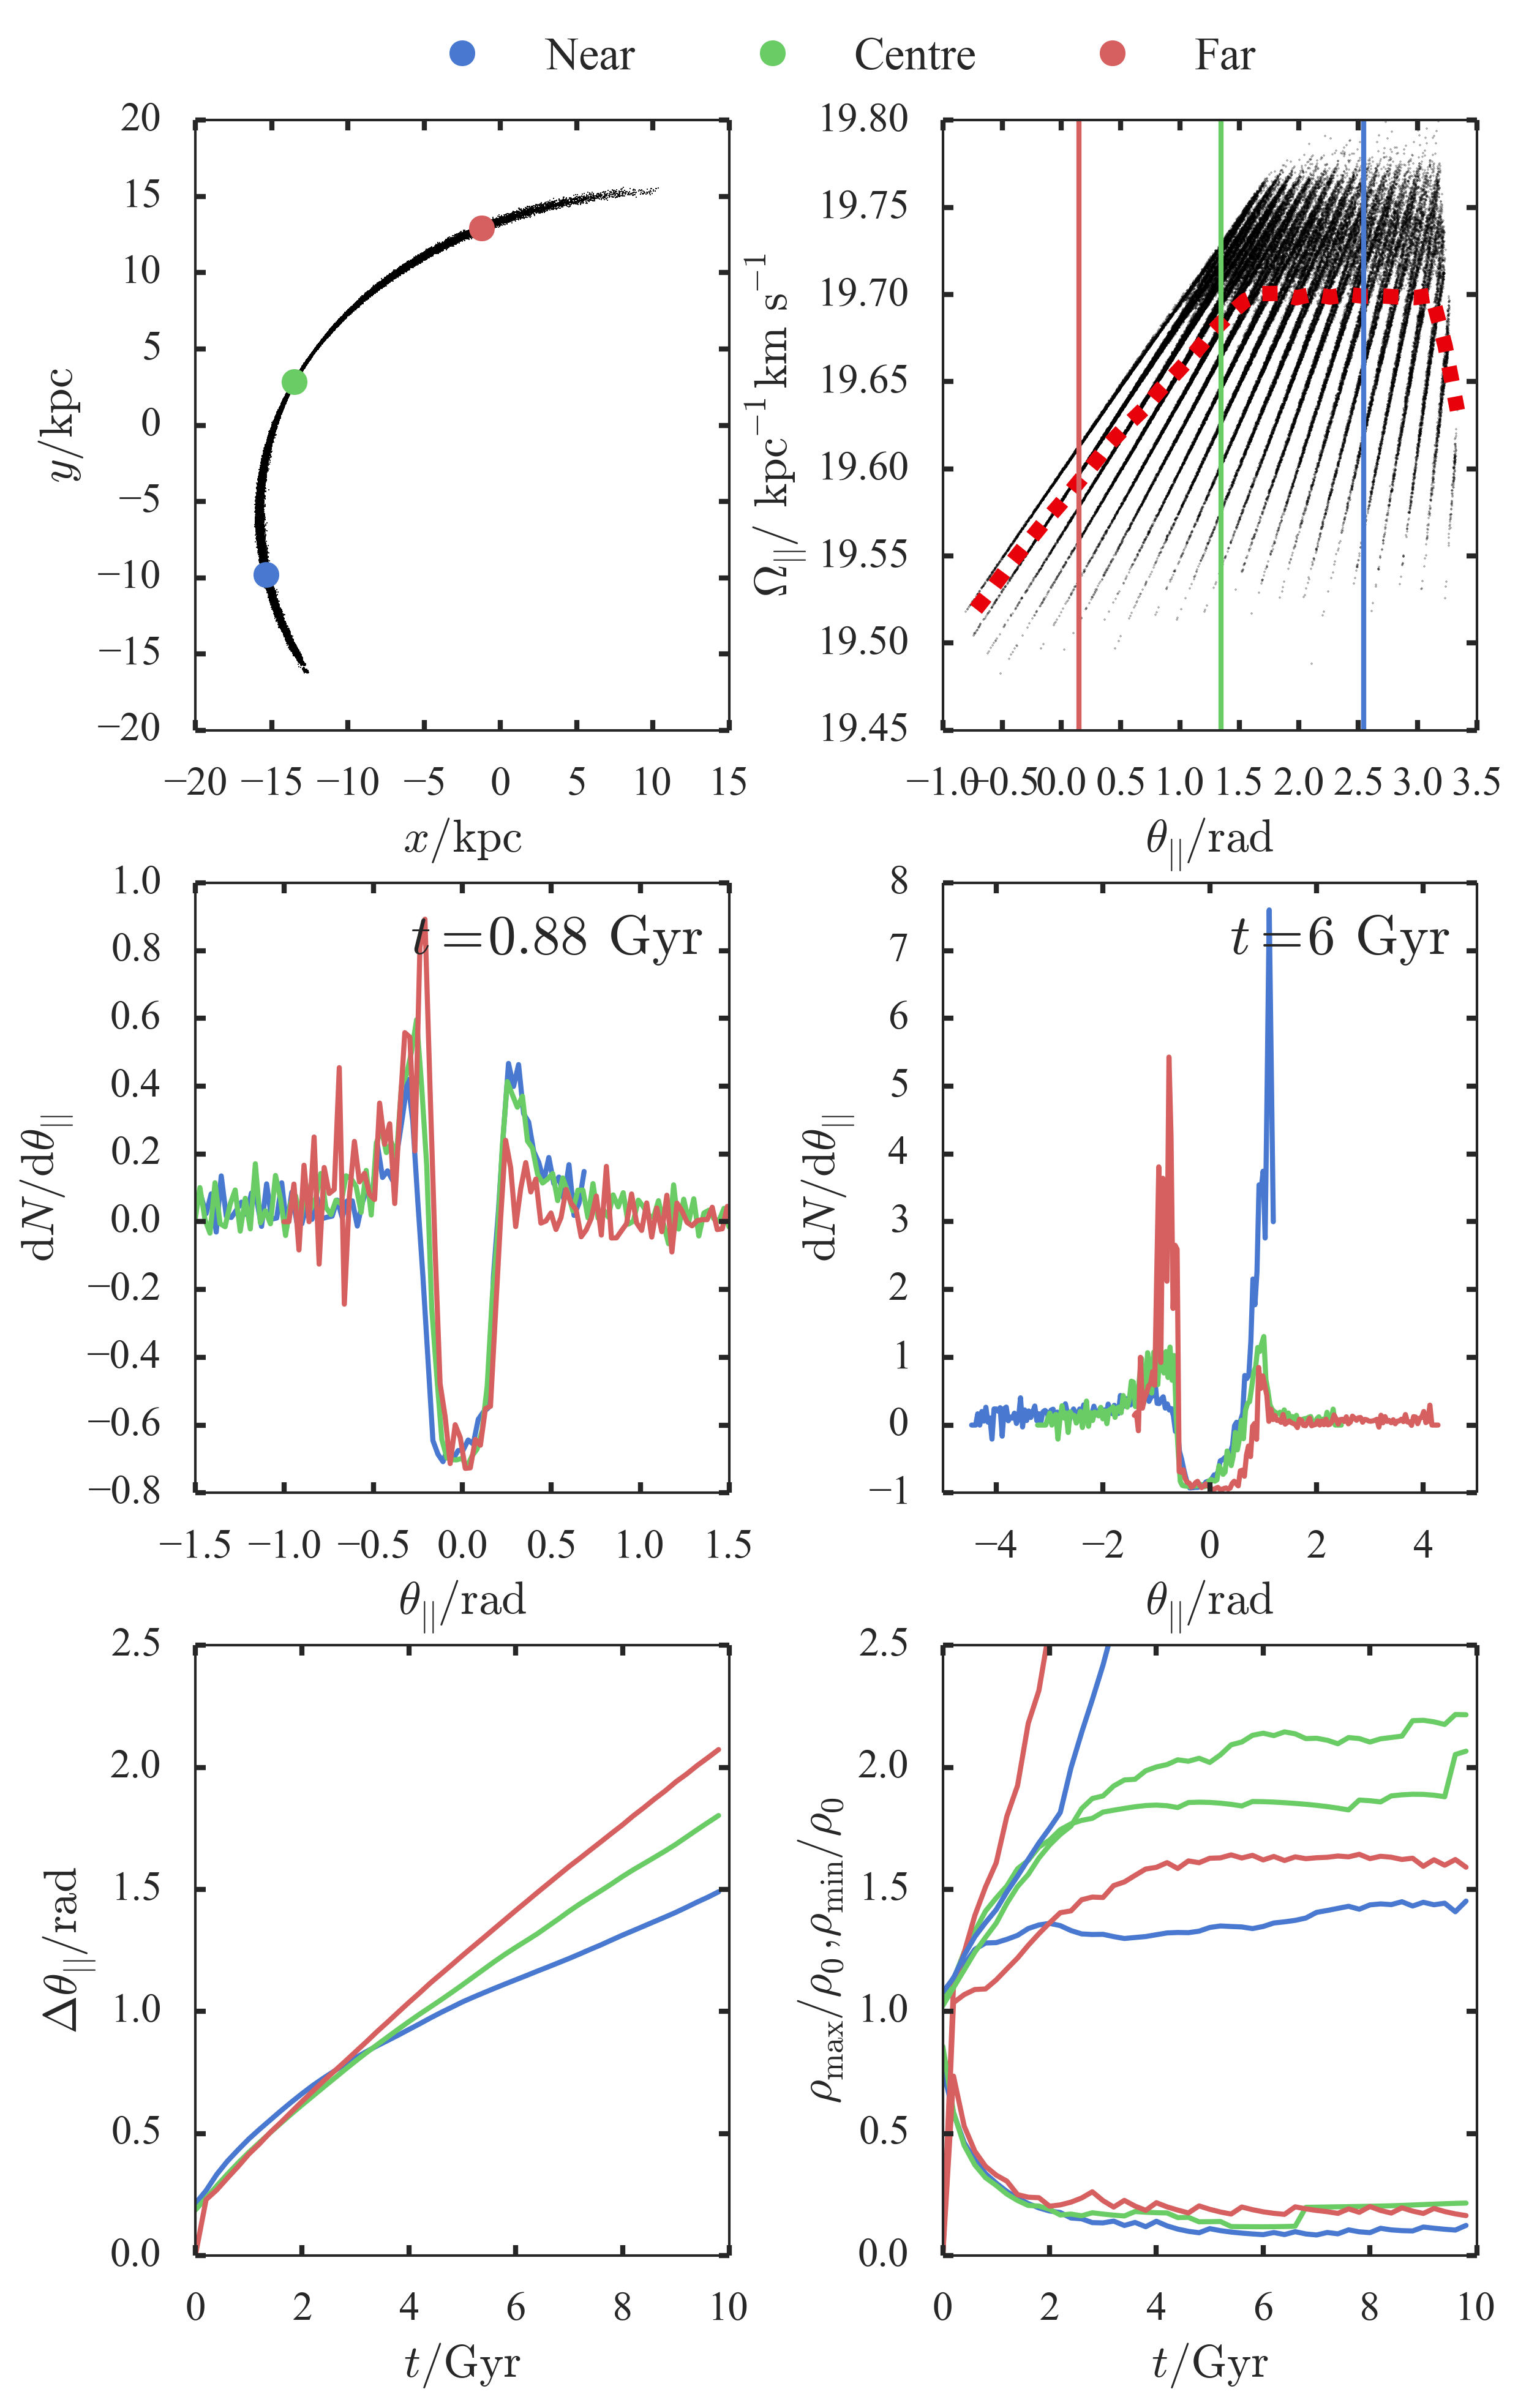 Near Centre Far
20
15
10
5
0
−5
−10
−15
−20
y/kpc
−20 −15 −10 −5 0 5 10 15
x/kpc
19.80
19.75
19.70
19.65
19.60
19.55
19.50
19.45
Ω||/ kpc−1km s−1
−1.0 −0.5 0.0 0.5 1.0 1.5 2.0 2.5 3.0 3.5
θ||/rad
t=0.88 Gyr
1.0
0.8
0.6
0.4
0.2
0.0
−0.2
−0.4
−0.6
−0.8
dN/dθ||
−1.5 −1.0 −0.5 0.0 0.5 1.0 1.5
θ||/rad
t=6 Gyr
8
7
6
5
4
3
2
1
0
−1
dN/dθ||
−4 −2 0 2 4
θ||/rad
2.5
2.0
1.5
1.0
0.5
0.0
Δθ||/rad
0 2 4 6 8 10
t/Gyr
2.5
2.0
1.5
1.0
0.5
0.0
ρmax/ρ0,ρmin/ρ0
0 2 4 6 8 10
t/Gyr